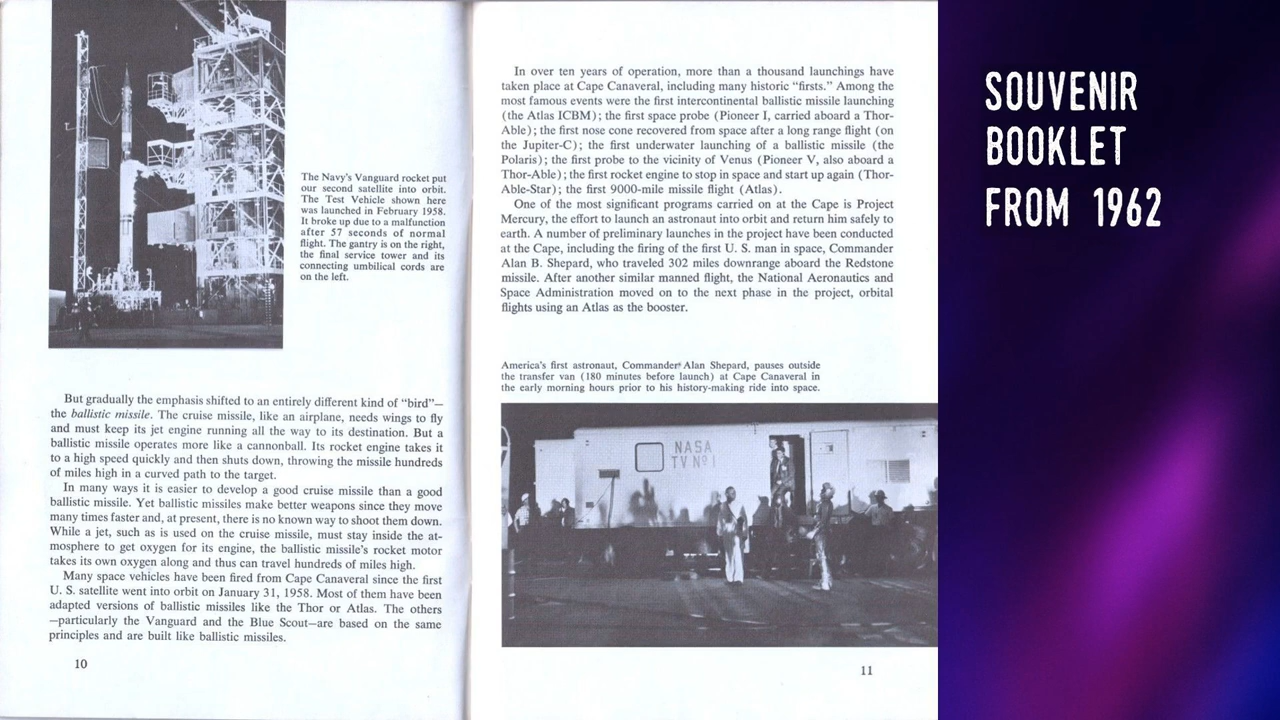 The Navy's Vanguard rocket put
our second satellite into orbit.
The Test Vehicle shown here
was launched in February 1958.
It broke up due to a malfunction
after 57 seconds of normal
flight. The gantry is on the right,
the final service tower and its
connecting umbilical cords are
on the left.
But gradually the emphasis shifted to an entirely different kind of “bird”—
the ballistic missile. The cruise missile, like an airplane, needs wings to fly
and must keep its jet engine running all the way to its destination. But a
ballistic missile operates more like a cannonball. Its rocket engine takes it
to a high speed quickly and then shuts down, throwing the missile hundreds
of miles high in a curved path to the target.
In many ways it is easier to develop a good cruise missile than a good
ballistic missile. Yet ballistic missiles make better weapons since they move
many times faster and, at present, there is no known way to shoot them down.
While a jet, such as is used on the cruise missile, must stay inside the at-
mosphere to get oxygen for its engine, the ballistic missile's rocket motor
takes its own oxygen along and thus can travel hundreds of miles high.
Many space vehicles have been fired from Cape Canaveral since the first
U. S. satellite went into orbit on January 31, 1958. Most of them have been
adapted versions of ballistic missiles like the Thor or Atlas. The others
—particularly the Vanguard and the Blue Scout—are based on the same
principles and are built like ballistic missiles.
10
In over ten years of operation, more than a thousand launchings have
taken place at Cape Canaveral, including many historic “firsts.” Among the
most famous events were the first intercontinental ballistic missile launching
(the Atlas ICBM); the first space probe (Pioneer I, carried aboard a Thor-
Able); the first nose cone recovered from space after a long range flight (on
the Jupiter-C); the first underwater launching of a ballistic missile (the
Polaris); the first probe to the vicinity of Venus (Pioneer V, also aboard a
Thor-Able); the first rocket engine to stop in space and start up again (Thor-
Able-Star); the first 9000-mile missile flight (Atlas).
One of the most significant programs carried on at the Cape is Project
Mercury, the effort to launch an astronaut into orbit and return him safely to
earth. A number of preliminary launches in the project have been conducted
at the Cape, including the firing of the first U. S. man in space, Commander
Alan B. Shepard, who traveled 302 miles downrange aboard the Redstone
missile. After another similar manned flight, the National Aeronautics and
Space Administration moved on to the next phase in the project, orbital
flights using an Atlas as the booster.
America's first astronaut, Commander Alan Shepard, pauses outside
the transfer van (180 minutes before launch) at Cape Canaveral in
the early morning hours prior to his history-making ride into space.
NASA
TV Nº 1
11
SOUVENIR
BOOKLET
FROM 1962